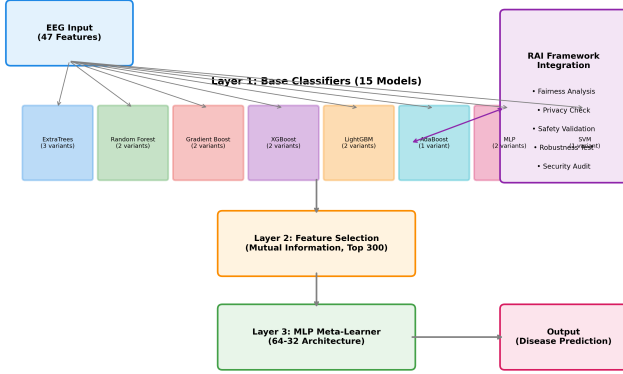 EEG Input
(47 Features)
Layer 1: Base Classifiers (15 Models)
RAI Framework
Integration
• Fairness Analysis
• Privacy Check
• Safety Validation
• Robustness Test
• Security Audit
ExtraTrees
(3 variants)
Random Forest
(2 variants)
Gradient Boost
(2 variants)
XGBoost
(2 variants)
LightGBM
(2 variants)
AdaBoost
(1 variant)
MLP
(2 variants)
SVM
(1 variant)
Layer 2: Feature Selection
(Mutual Information, Top 300)
Layer 3: MLP Meta-Learner
(64-32 Architecture)
Output
(Disease Prediction)